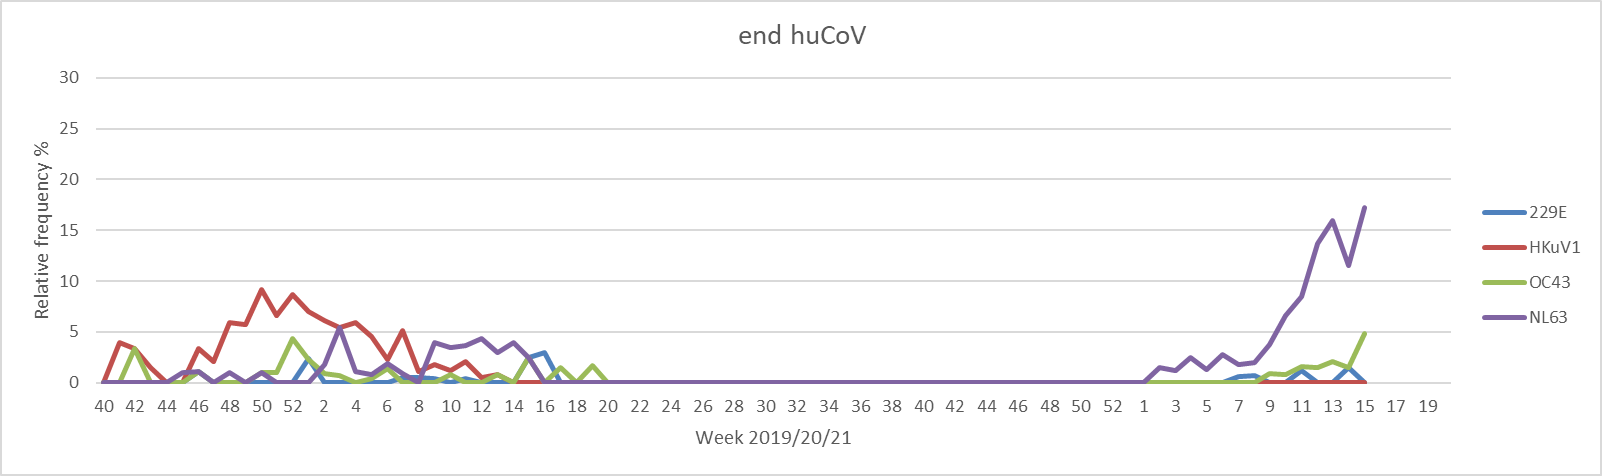 end huCoV
30
25
20
15
10
5
0
Relative frequency %
40 42 44 46 48 50 52 2 4 6 8 10 12 14 16 18 20 22 24 26 28 30 32 34 36 38 40 42 44 46 48 50 52 1 3 5 7 9 11 13 15 17 19
Week 2019/20/21
229E
HKuV1
OC43
NL63